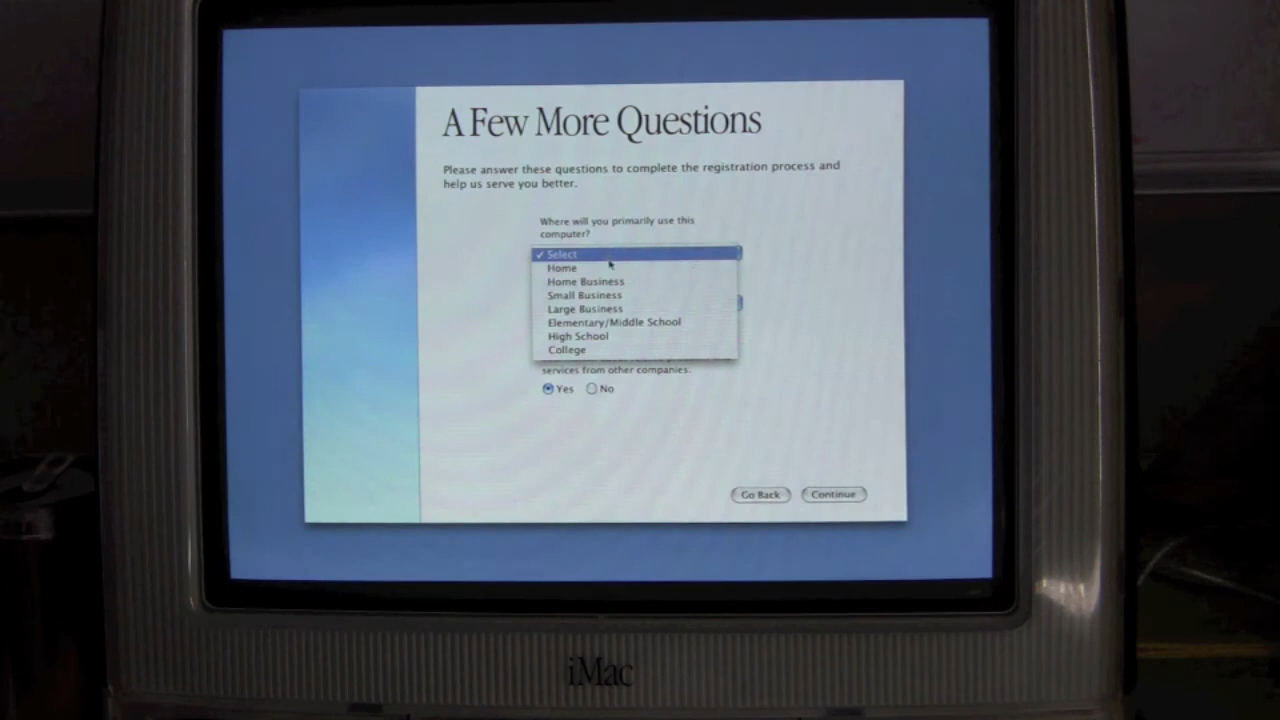 A Few More Questions
Please answer these questions to complete the registration process and
help us serve you better.
Where will you primarily use this
computer?
✓ Select
Home
Home Business
Small Business
Large Business
Elementary/Middle School
High School
College
services from other companies.
Yes No
Go Back Continue
iMac